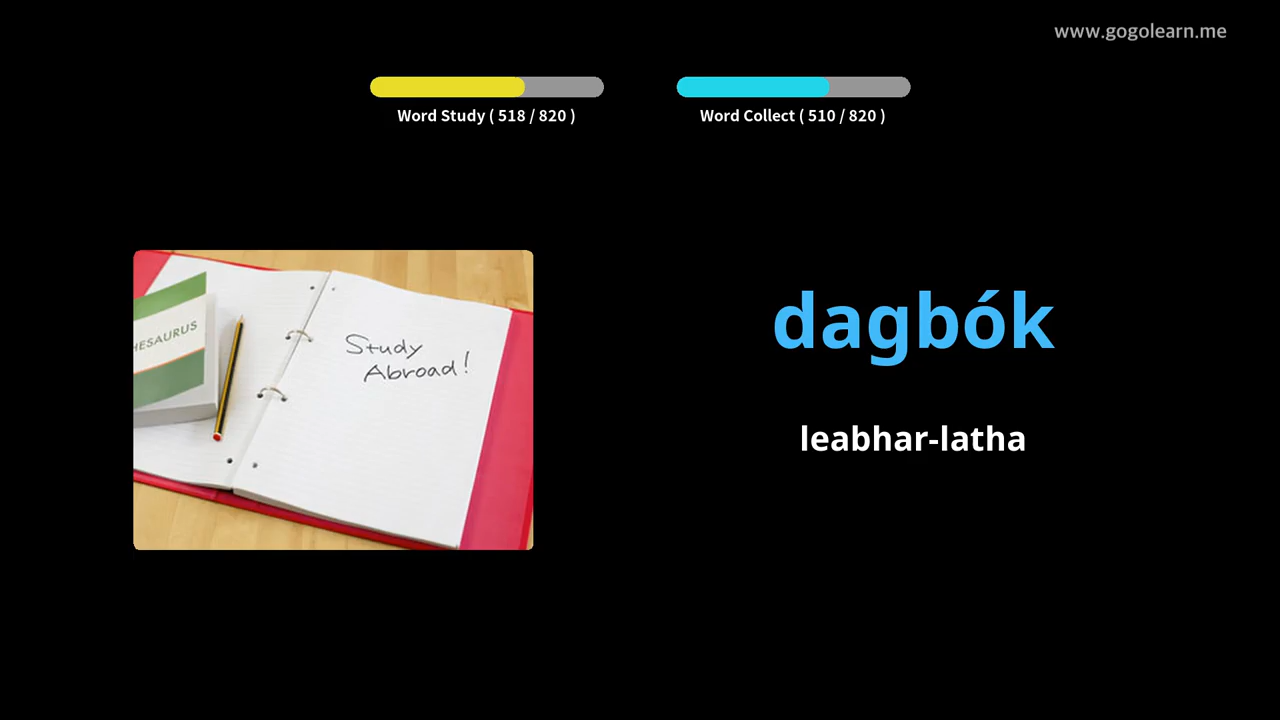 www.gogolearn.me
Word Study ( 518 / 820 )
Word Collect ( 510 / 820 )
HESAURUS
Study
Abroad!
dagbók
leabhar-latha